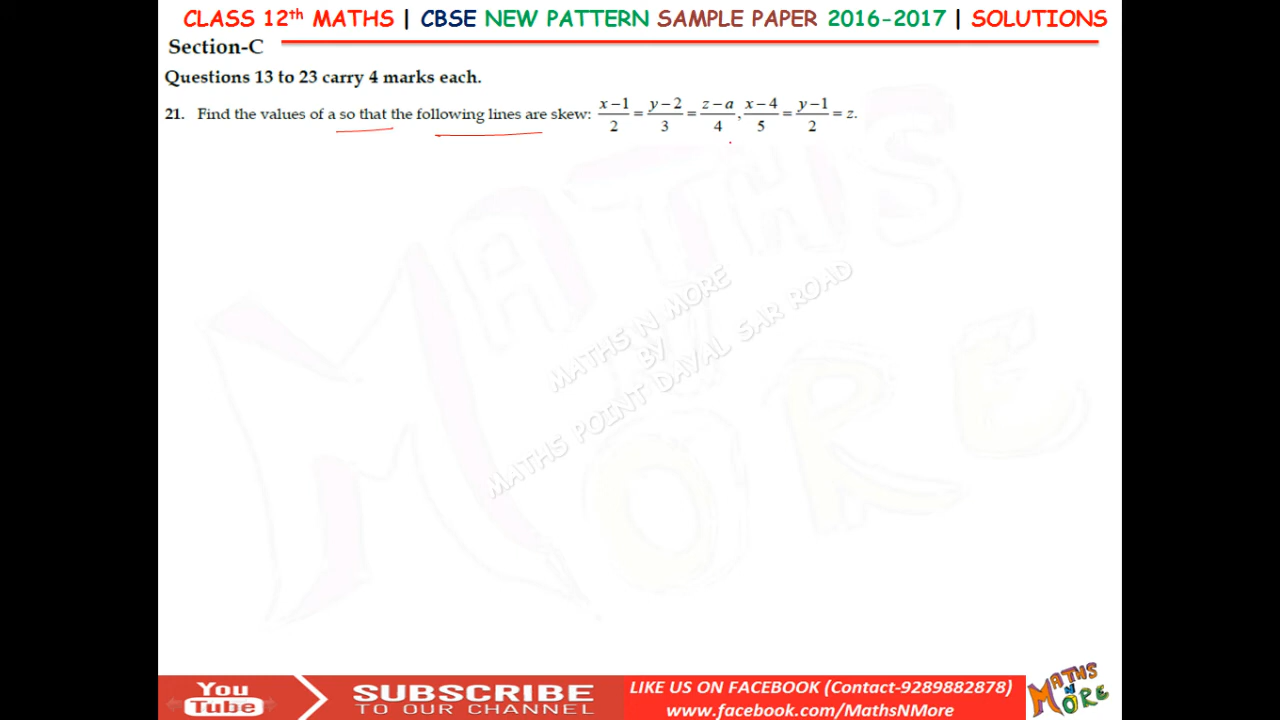 CLASS 12th MATHS | CBSE NEW PATTERN SAMPLE PAPER 2016-2017 | SOLUTIONS
Section-C
Questions 13 to 23 carry 4 marks each.
21. Find the values of a so that the following lines are skew: (x−1)/2 = (y−2)/3 = (z−a)/4, (x−4)/5 = (y−1)/2 = z.
MATHS N MORE
BY
MATHS POINT DAYAL SAR ROAD
MATHS
N
MORE
You Tube
SUBSCRIBE
TO OUR CHANNEL
LIKE US ON FACEBOOK (Contact-9289882878)
www.facebook.com/MathsNMore
MATHS
N
MORE